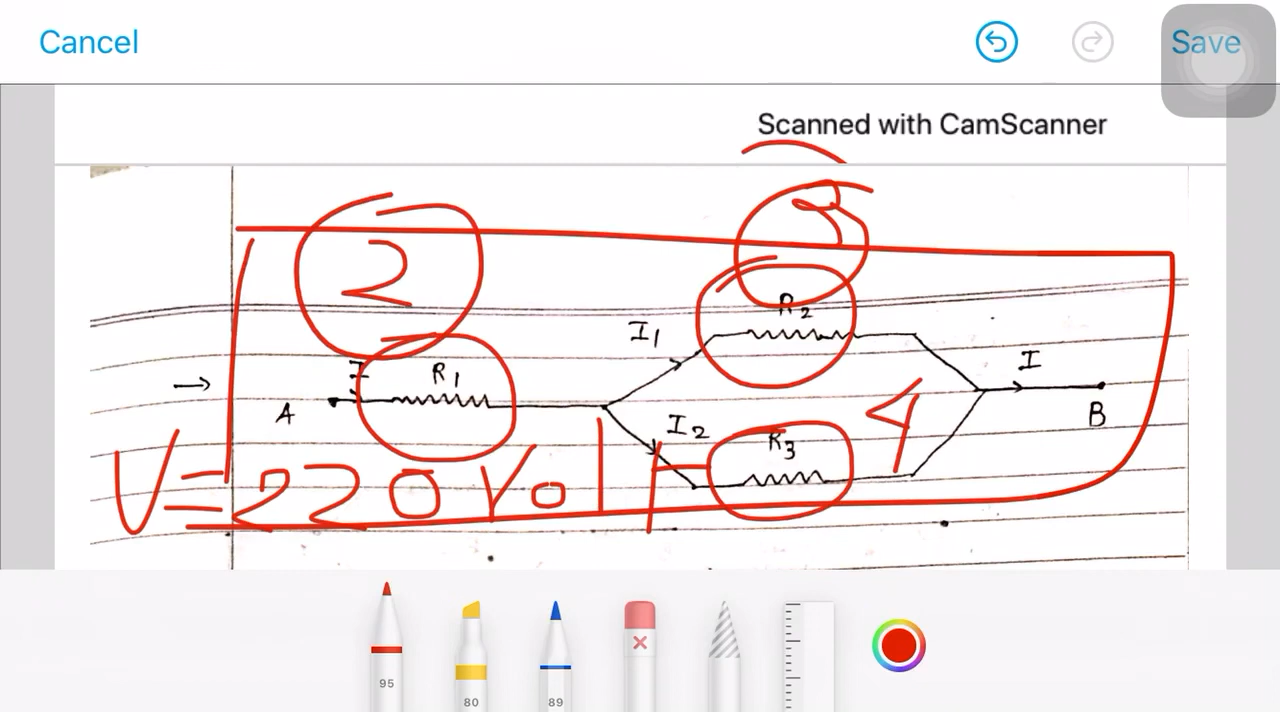 Cancel
Save
Scanned with CamScanner
2
3
R2
I1
I
R1
I
A
B
I2
4
R3
V=220 Volt
95
80
89